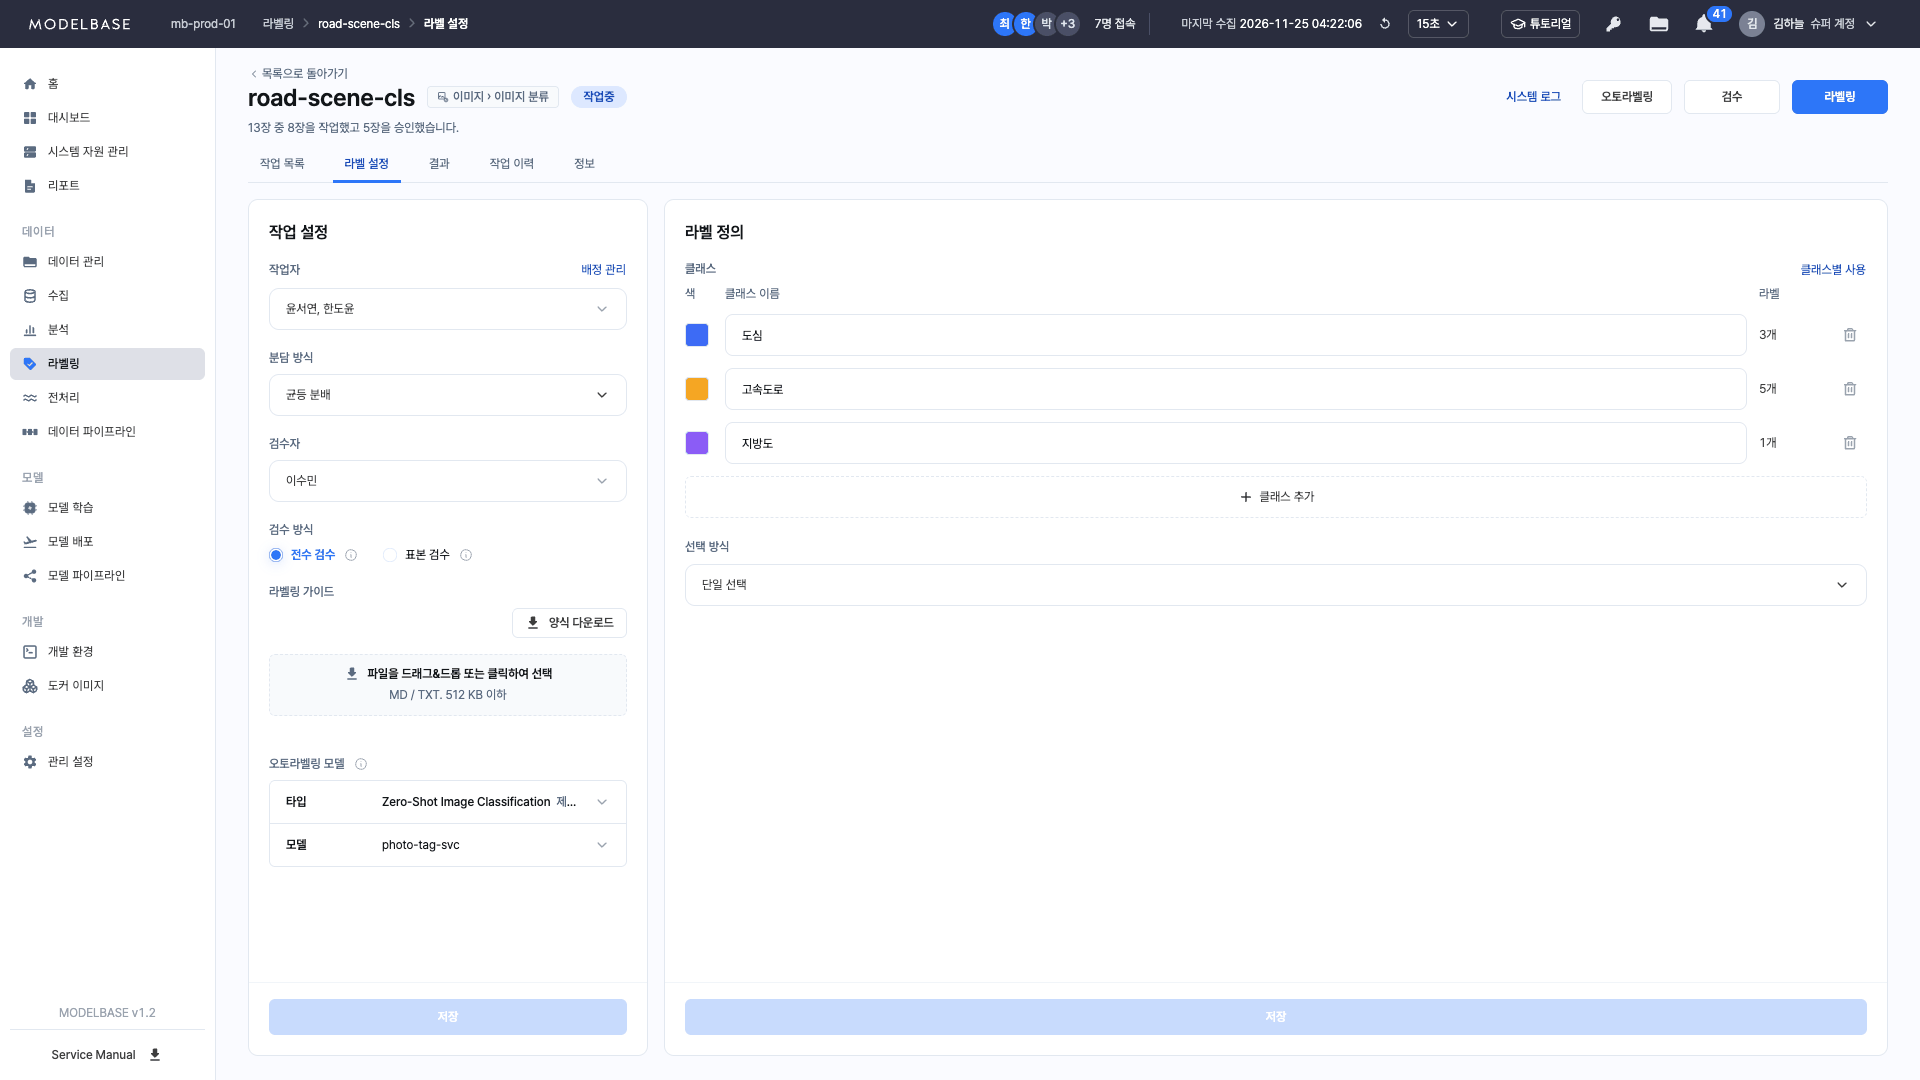 MODELBASE
mb-prod-01
라벨링 > road-scene-cls > 라벨 설정
최 한 박 +3 7명 접속
마지막 수집 2026-11-25 04:22:06
15초
튜토리얼
41
김 김하늘 슈퍼 계정
홈
대시보드
시스템 자원 관리
리포트
데이터
데이터 관리
수집
분석
라벨링
전처리
데이터 파이프라인
모델
모델 학습
모델 배포
모델 파이프라인
개발
개발 환경
도커 이미지
설정
관리 설정
MODELBASE v1.2
Service Manual
목록으로 돌아가기
road-scene-cls
이미지 › 이미지 분류
작업중
13장 중 8장을 작업했고 5장을 승인했습니다.
시스템 로그
오토라벨링
검수
라벨링
작업 목록
라벨 설정
결과
작업 이력
정보
작업 설정
작업자
배정 관리
윤서연, 한도윤
분담 방식
균등 분배
검수자
이수민
검수 방식
전수 검수
표본 검수
라벨링 가이드
양식 다운로드
파일을 드래그&드롭 또는 클릭하여 선택
MD / TXT. 512 KB 이하
오토라벨링 모델
타입 Zero-Shot Image Classification 제...
모델 photo-tag-svc
저장
라벨 정의
클래스
클래스별 사용
색 클래스 이름 라벨
도심 3개
고속도로 5개
지방도 1개
클래스 추가
선택 방식
단일 선택
저장